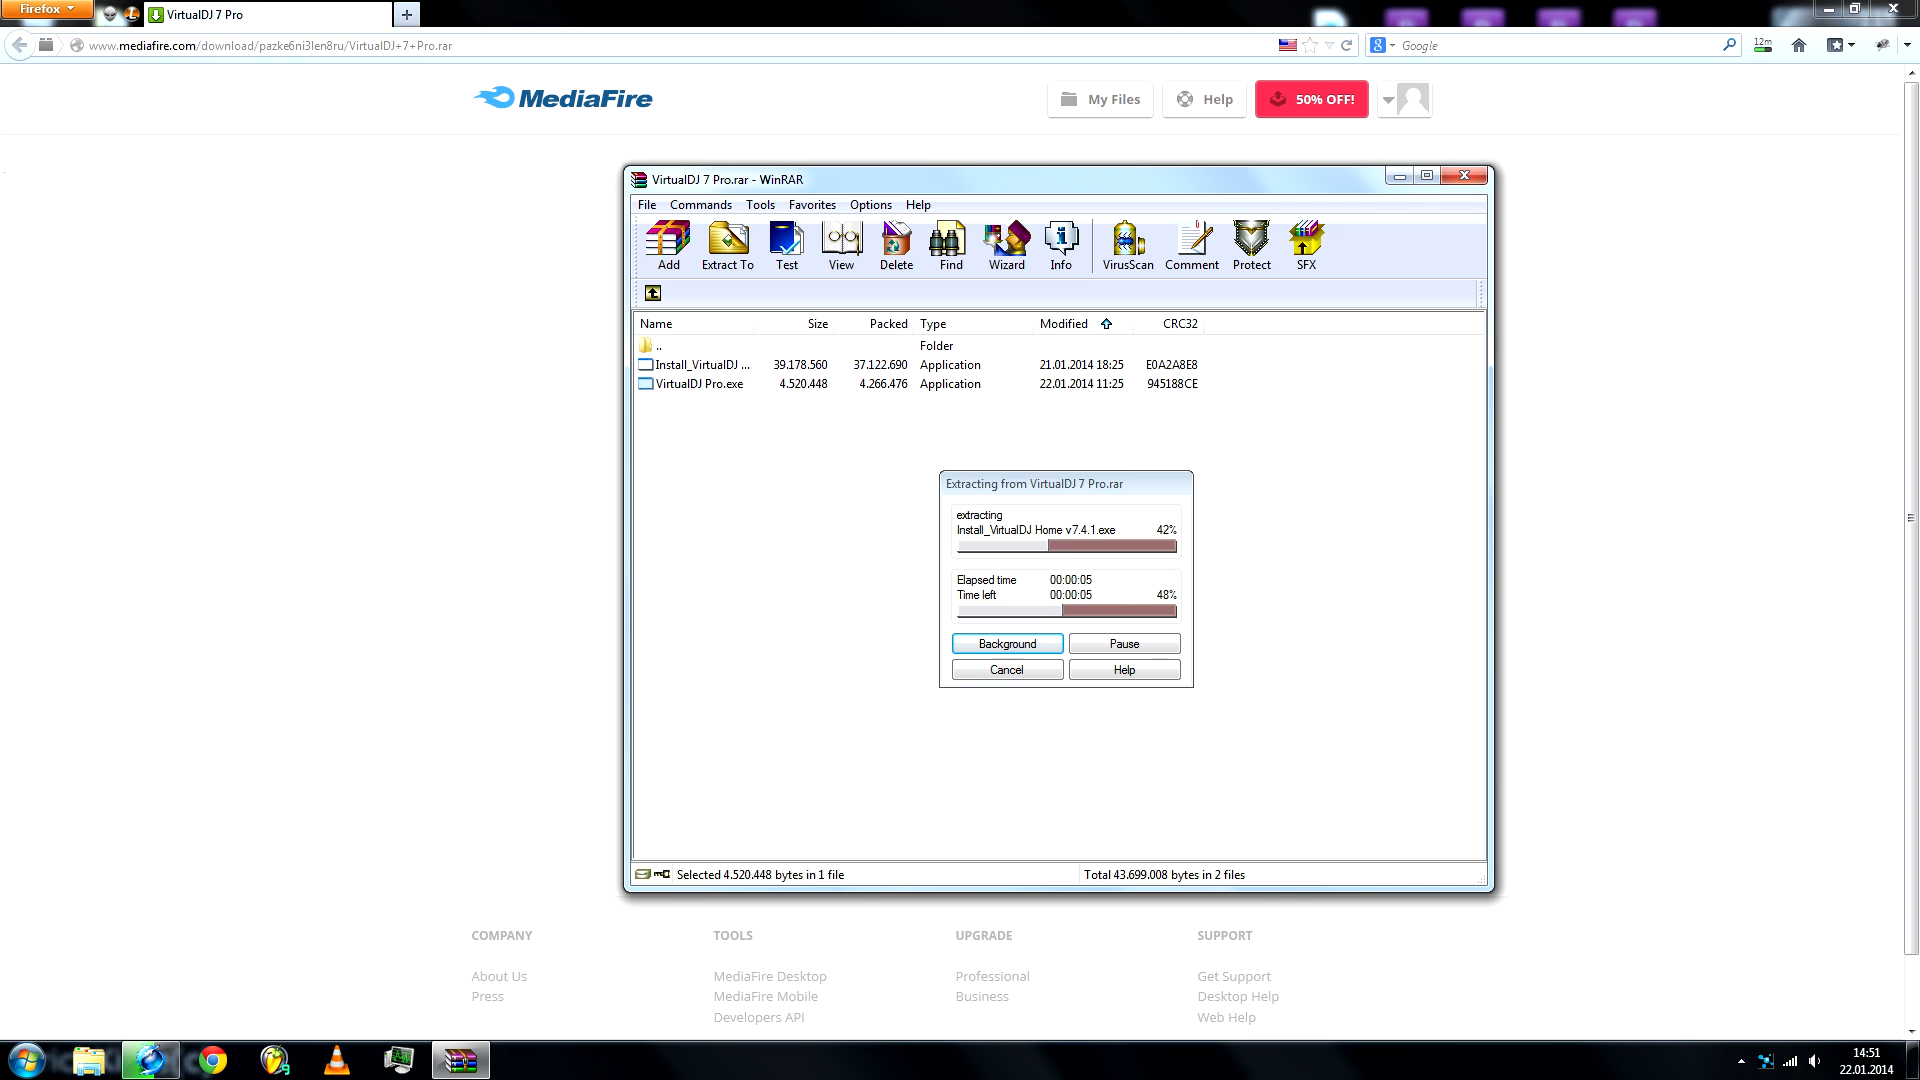 Firefox
VirtualDJ 7 Pro
www.mediafire.com/download/pazke6ni3len8ru/VirtualDJ+7+Pro.rar
Google
12m
MediaFire
My Files
Help
50% OFF!
VirtualDJ 7 Pro.rar - WinRAR
File Commands Tools Favorites Options Help
Add Extract To Test View Delete Find Wizard Info VirusScan Comment Protect SFX
Name Size Packed Type Modified CRC32
.. Folder
Install_VirtualDJ ... 39.178.560 37.122.690 Application 21.01.2014 18:25 E0A2A8E8
VirtualDJ Pro.exe 4.520.448 4.266.476 Application 22.01.2014 11:25 945188CE
Extracting from VirtualDJ 7 Pro.rar
extracting
Install_VirtualDJ Home v7.4.1.exe 42%
Elapsed time 00:00:05
Time left 00:00:05 48%
Background Pause
Cancel Help
Selected 4.520.448 bytes in 1 file
Total 43.699.008 bytes in 2 files
COMPANY TOOLS UPGRADE SUPPORT
About Us MediaFire Desktop Professional Get Support
Press MediaFire Mobile Business Desktop Help
Developers API Web Help
14:51
22.01.2014